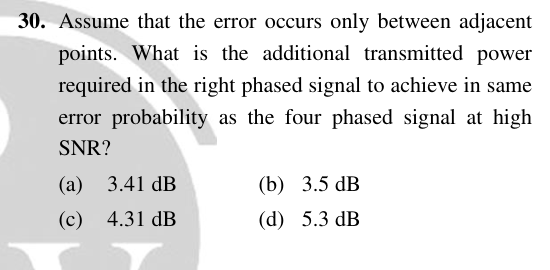 30. Assume that the error occurs only between adjacent
points. What is the additional transmitted power
required in the right phased signal to achieve in same
error probability as the four phased signal at high
SNR?
(a) 3.41 dB (b) 3.5 dB
(c) 4.31 dB (d) 5.3 dB